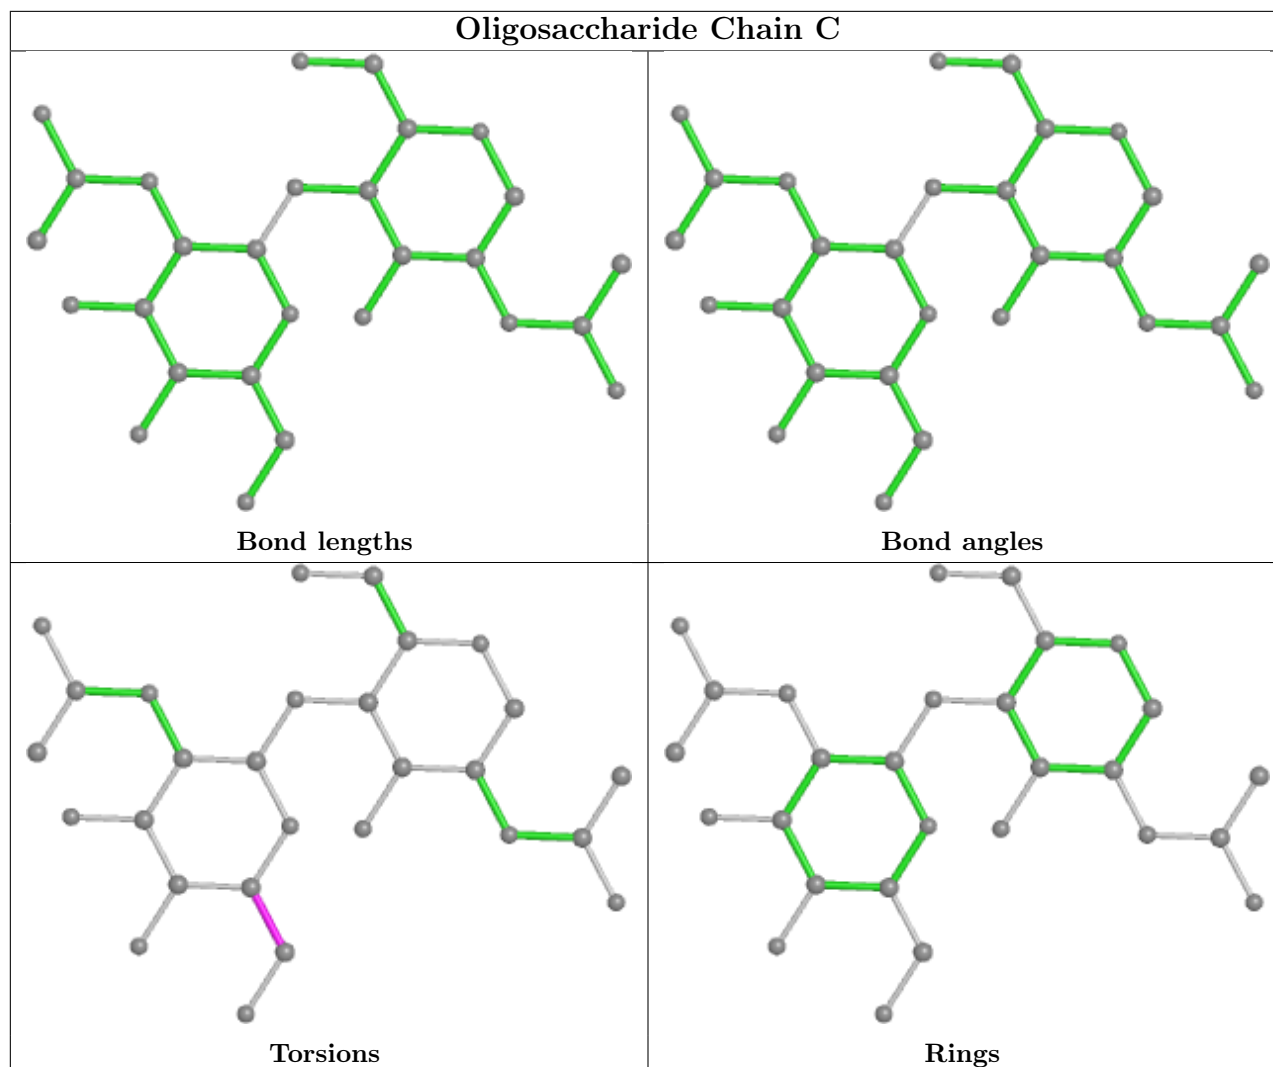 Oligosaccharide Chain C
Bond lengths
Bond angles
Torsions
Rings